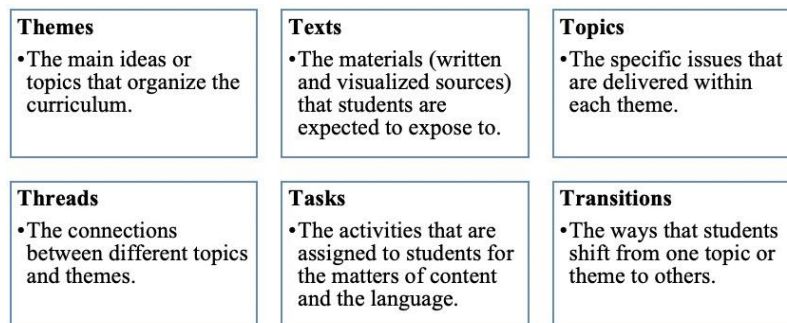 Themes
•The main ideas or
topics that organize the
curriculum.
Texts
•The materials (written
and visualized sources)
that students are
expected to expose to.
Topics
•The specific issues that
are delivered within
each theme.
Threads
•The connections
between different topics
and themes.
Tasks
•The activities that are
assigned to students for
the matters of content
and the language.
Transitions
•The ways that students
shift from one topic or
theme to others.